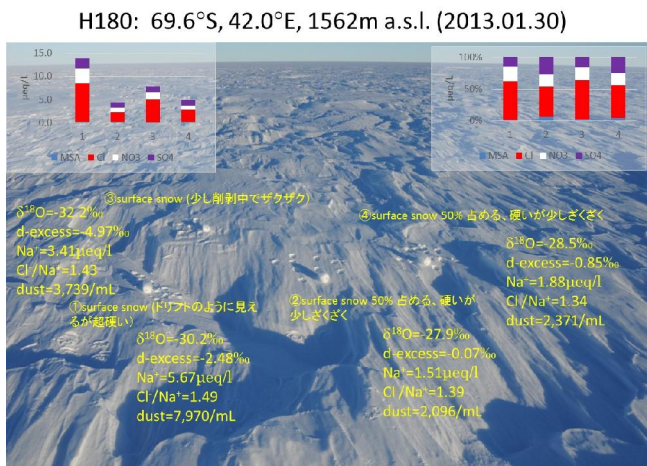 H180: 69.6°S, 42.0°E, 1562m a.s.l. (2013.01.30)
15.0
10.0
5.0
0.0
μeq/l
1 2 3 4
MSA Cl NO3 SO4
100%
50%
0%
μeq/l
1 2 3 4
MSA Cl NO3 SO4
③surface snow (少し削剥中でザクザク)
δ¹⁸O=-32.2‰
d-excess=-4.97‰
Na⁺=3.41μeq/l
Cl⁻/Na⁺=1.43
dust=3,739/mL
④surface snow 50% 占める、硬いが少しざくざく
δ¹⁸O=-28.5‰
d-excess=-0.85‰
Na⁺=1.88μeq/l
Cl⁻/Na⁺=1.34
dust=2,371/mL
①surface snow (ドリフトのように見え
るが超硬い)
δ¹⁸O=-30.2‰
d-excess=-2.48‰
Na⁺=5.67μeq/l
Cl⁻/Na⁺=1.49
dust=7,970/mL
②surface snow 50% 占める、硬いが
少しざくざく
δ¹⁸O=-27.9‰
d-excess=-0.07‰
Na⁺=1.51μeq/l
Cl⁻/Na⁺=1.39
dust=2,096/mL